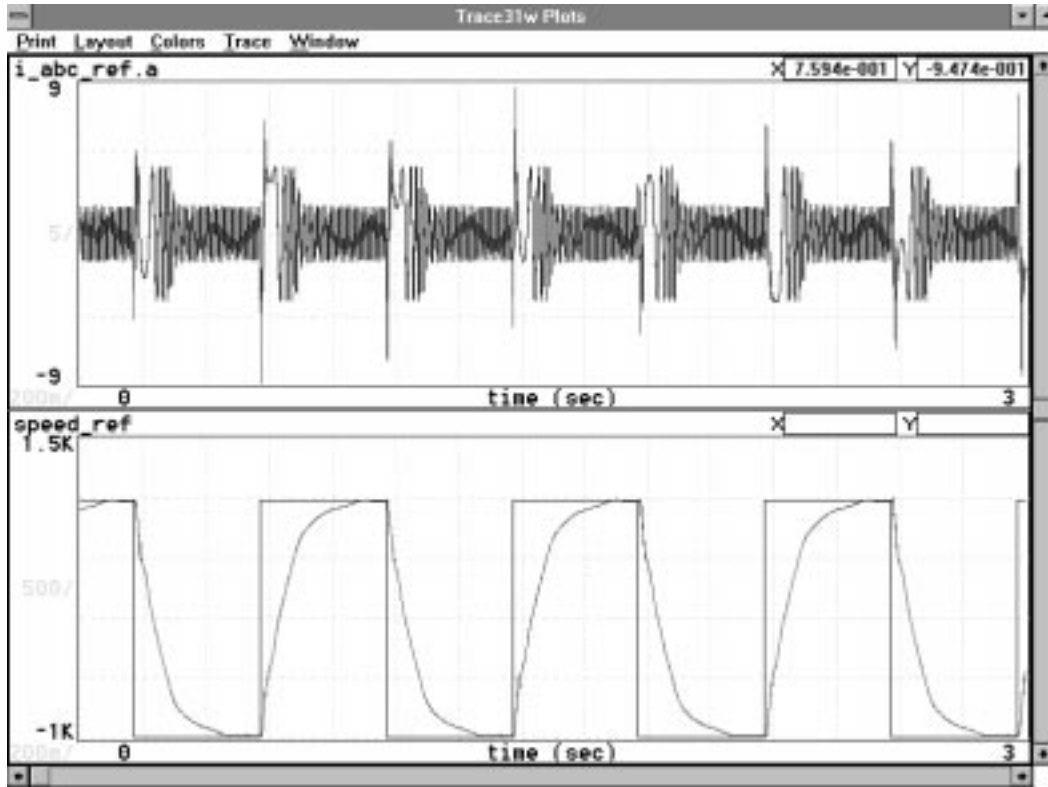 Trace31w Plots
Print Layout Colors Trace Window
i_abc_ref.a X 7.594e-001 Y -9.474e-001
9
5/
-9
200m/ 0 time (sec) 3
speed_ref X Y
1.5K
500/
-1K
200m/ 0 time (sec) 3